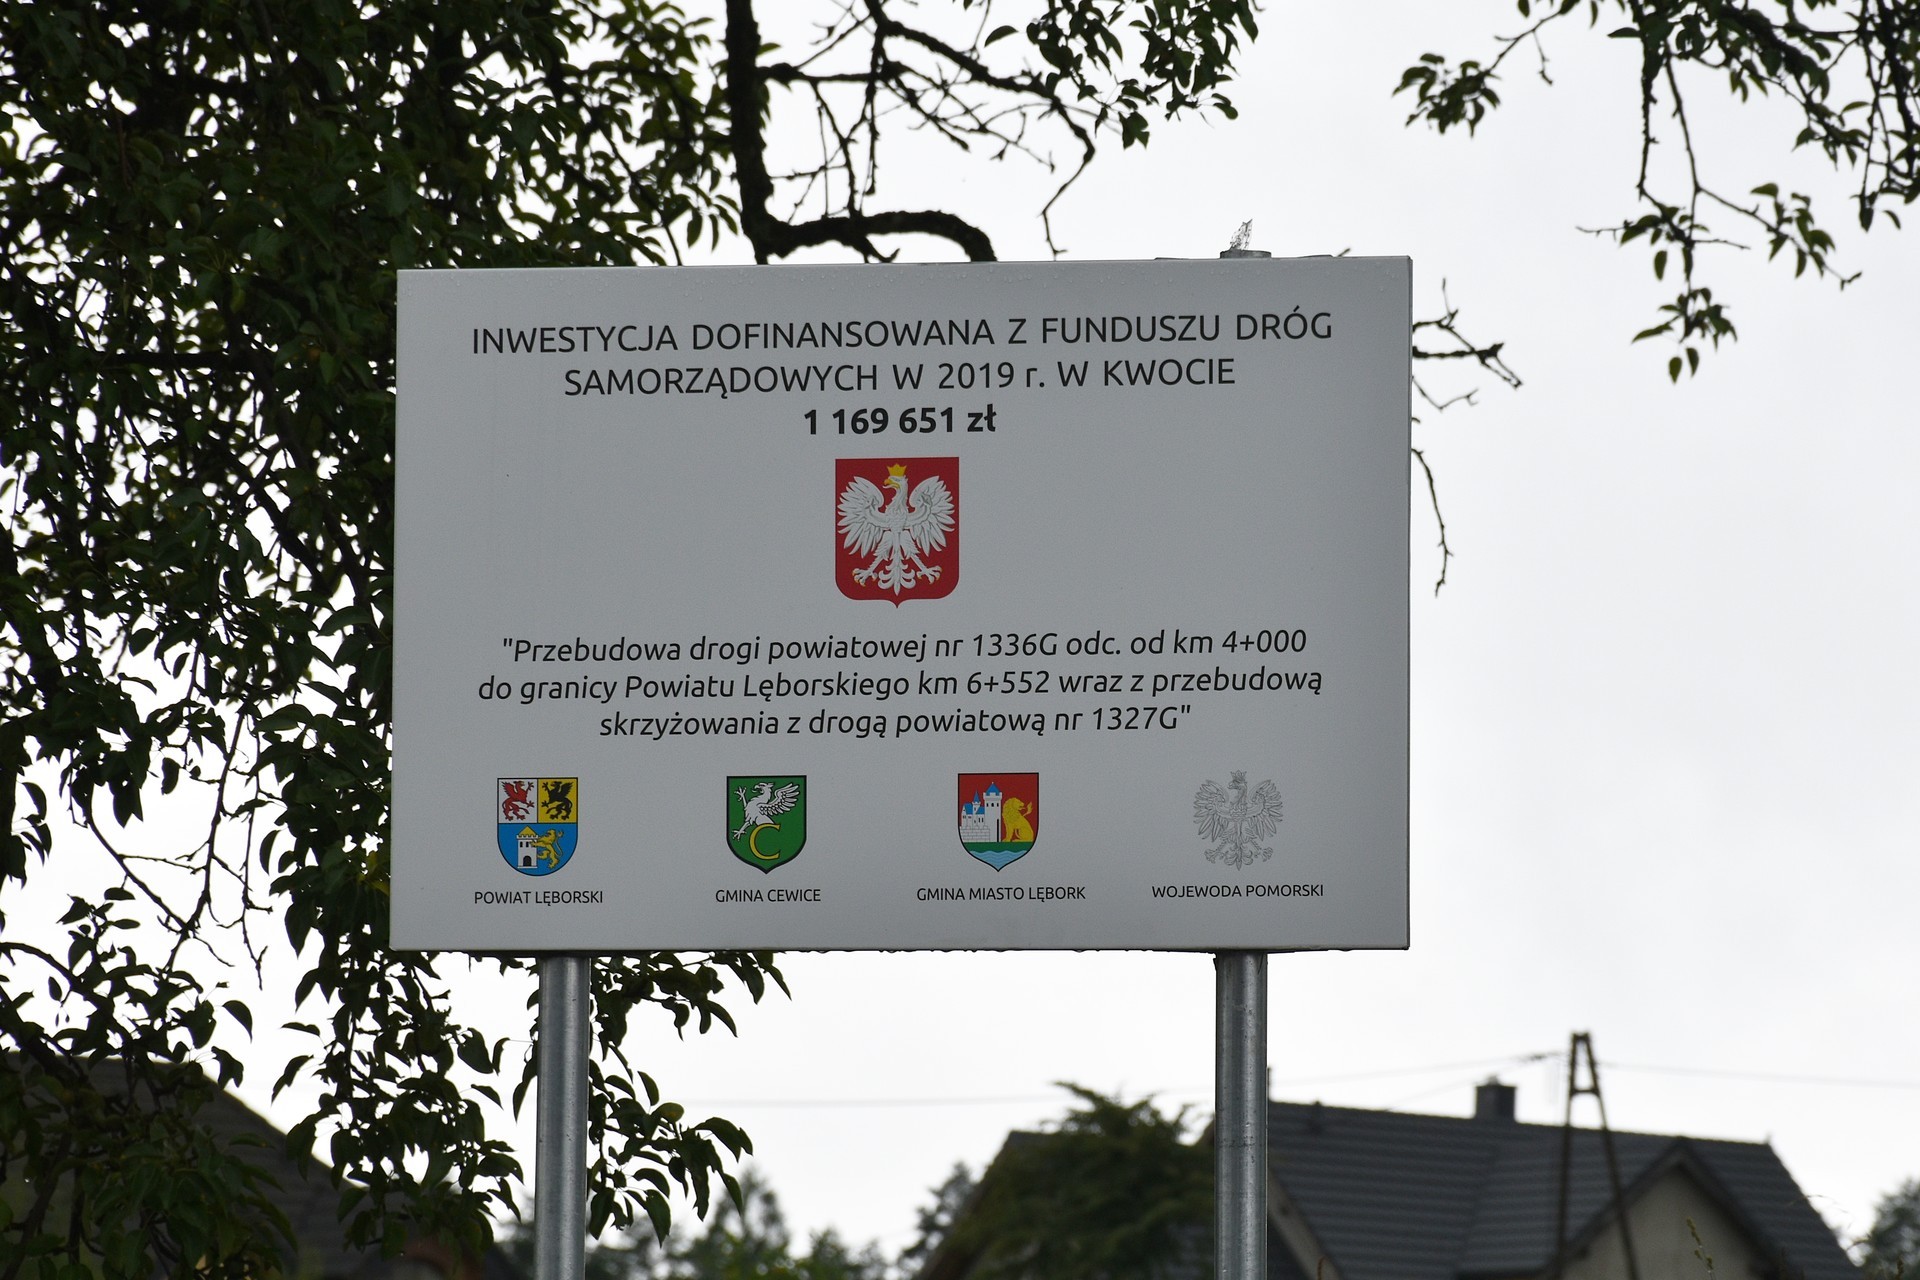 INWESTYCJA DOFINANSOWANA Z FUNDUSZU DRÓG
SAMORZĄDOWYCH W 2019 r. W KWOCIE
1 169 651 zł
"Przebudowa drogi powiatowej nr 1336G odc. od km 4+000
do granicy Powiatu Lęborskiego km 6+552 wraz z przebudową
skrzyżowania z drogą powiatową nr 1327G"
C
POWIAT LĘBORSKI
GMINA CEWICE
GMINA MIASTO LĘBORK
WOJEWODA POMORSKI